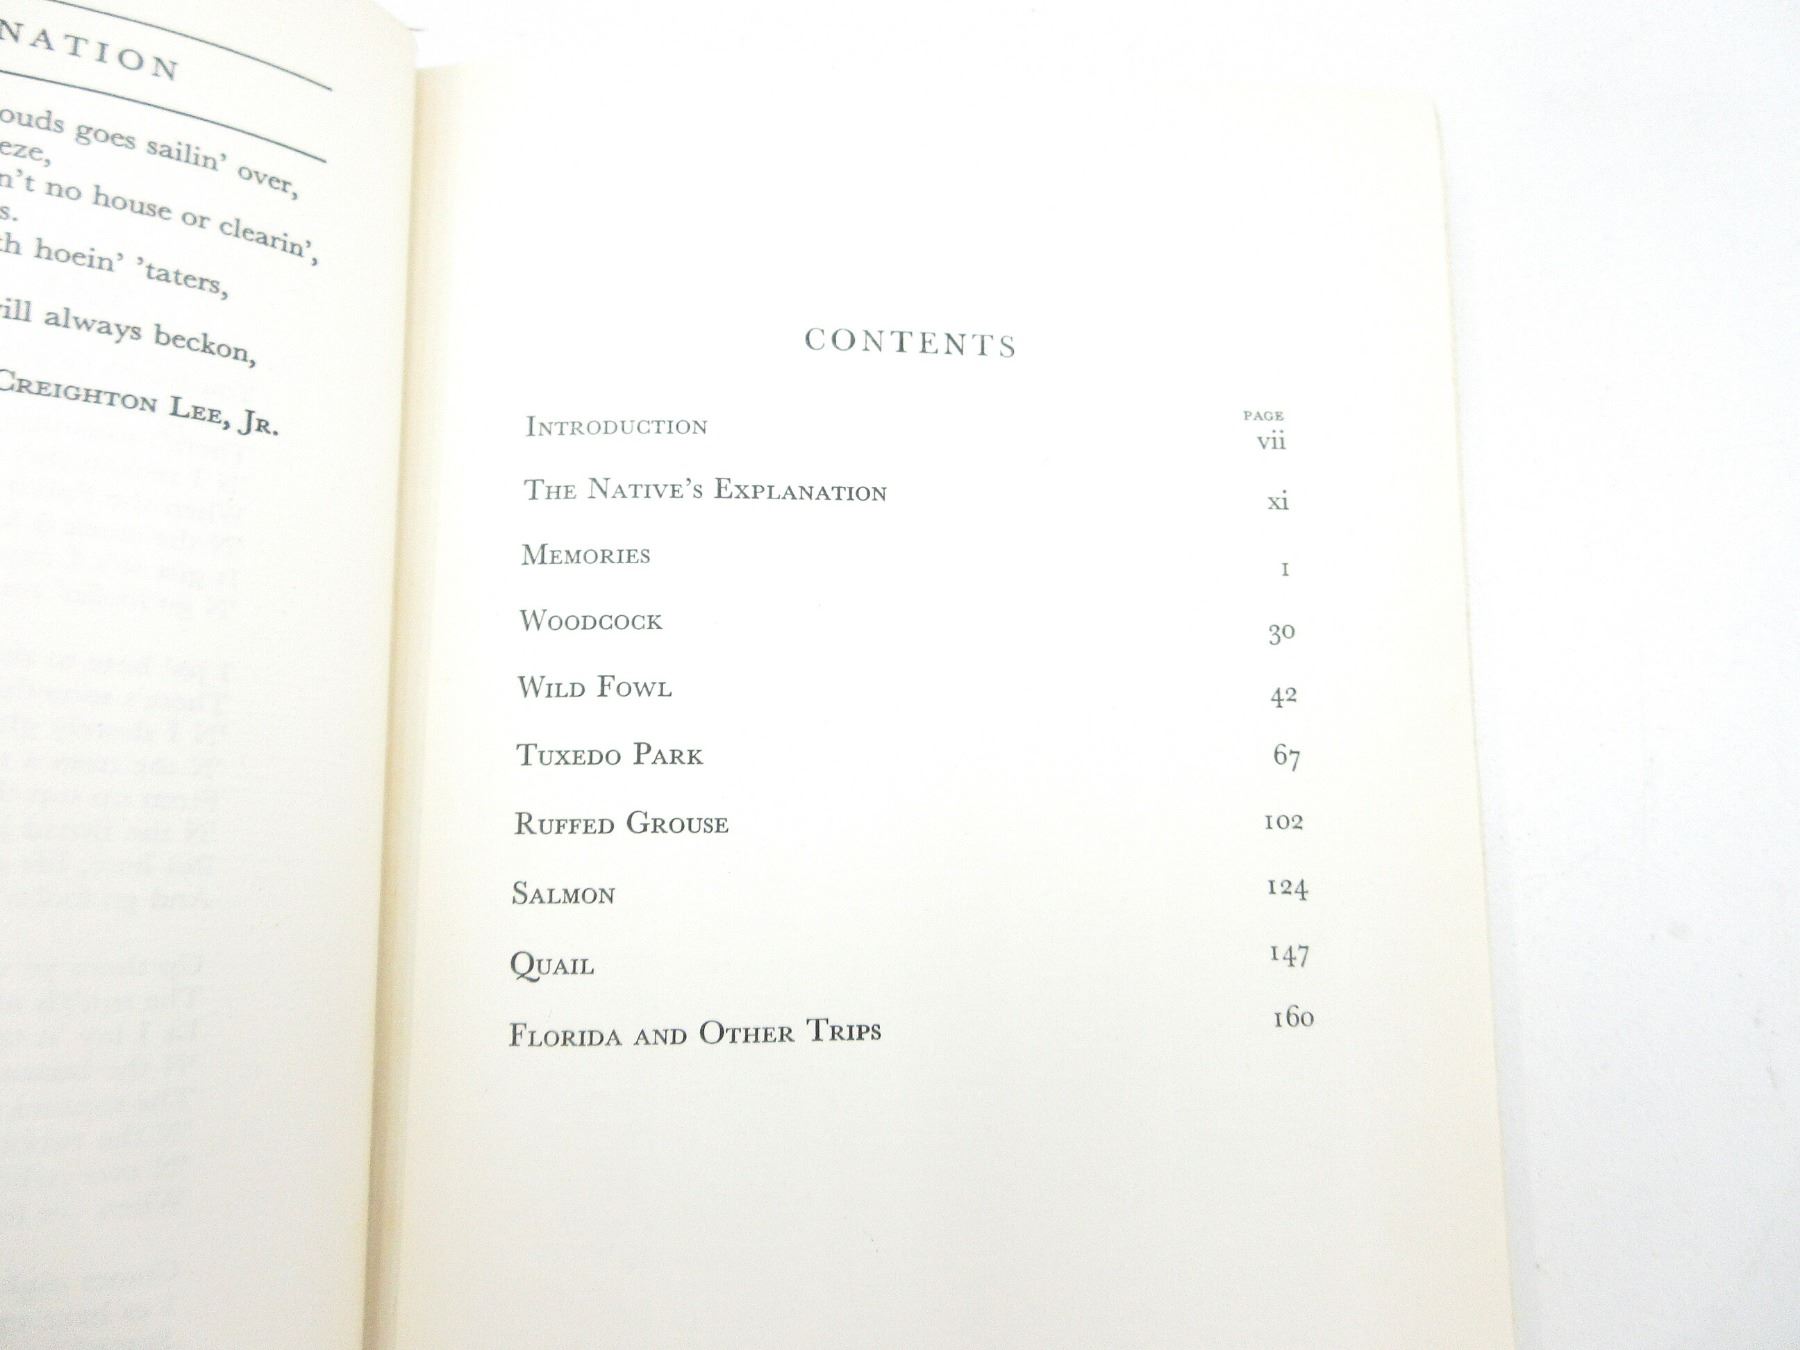 NATION
ouds goes sailin' over,
eze,
n't no house or clearin',
s.
th hoein' 'taters,
ill always beckon,
Creighton Lee, Jr.
CONTENTS
PAGE
Introduction vii
The Native's Explanation xi
Memories 1
Woodcock 30
Wild Fowl 42
Tuxedo Park 67
Ruffed Grouse 102
Salmon 124
Quail 147
Florida and Other Trips 160